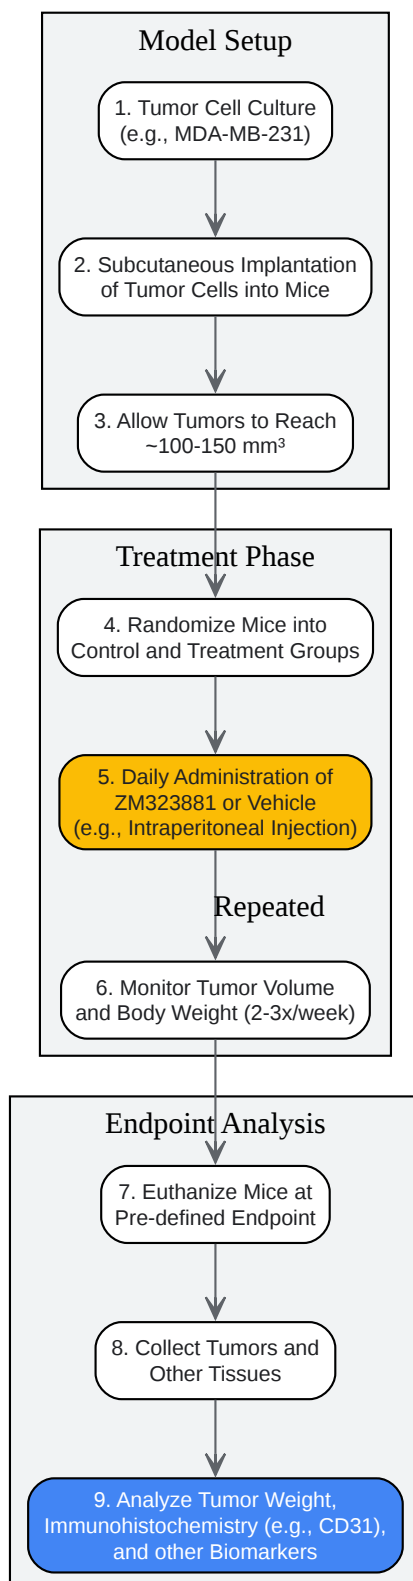 Model Setup
1. Tumor Cell Culture
(e.g., MDA-MB-231)
2. Subcutaneous Implantation
of Tumor Cells into Mice
3. Allow Tumors to Reach
~100-150 mm³
Treatment Phase
4. Randomize Mice into
Control and Treatment Groups
5. Daily Administration of
ZM323881 or Vehicle
(e.g., Intraperitoneal Injection)
Repeated
6. Monitor Tumor Volume
and Body Weight (2-3x/week)
Endpoint Analysis
7. Euthanize Mice at
Pre-defined Endpoint
8. Collect Tumors and
Other Tissues
9. Analyze Tumor Weight,
Immunohistochemistry (e.g., CD31),
and other Biomarkers